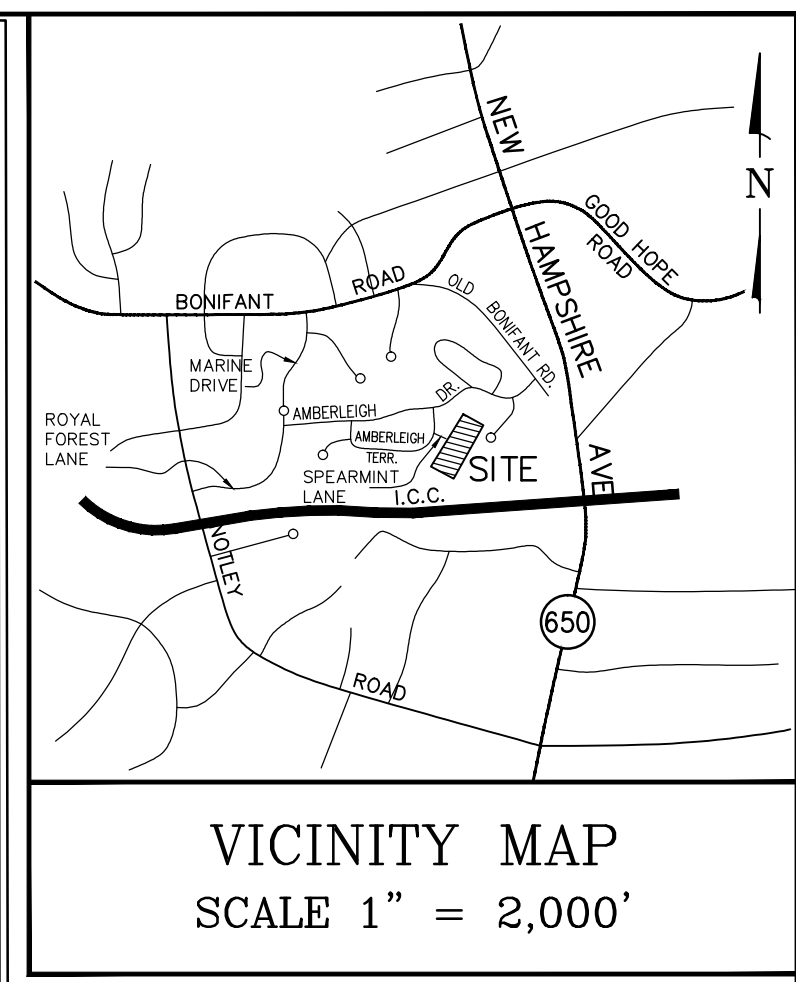 NEW
HAMPSHIRE
AVE
N
GOOD HOPE
ROAD
BONIFANT
ROAD
OLD
BONIFANT RD.
MARINE
DRIVE
ROYAL
FOREST
LANE
AMBERLEIGH
DR.
AMBERLEIGH
TERR.
SPEARMINT
LANE
SITE
I.C.C.
NOTLEY
ROAD
650
VICINITY MAP
SCALE 1" = 2,000'